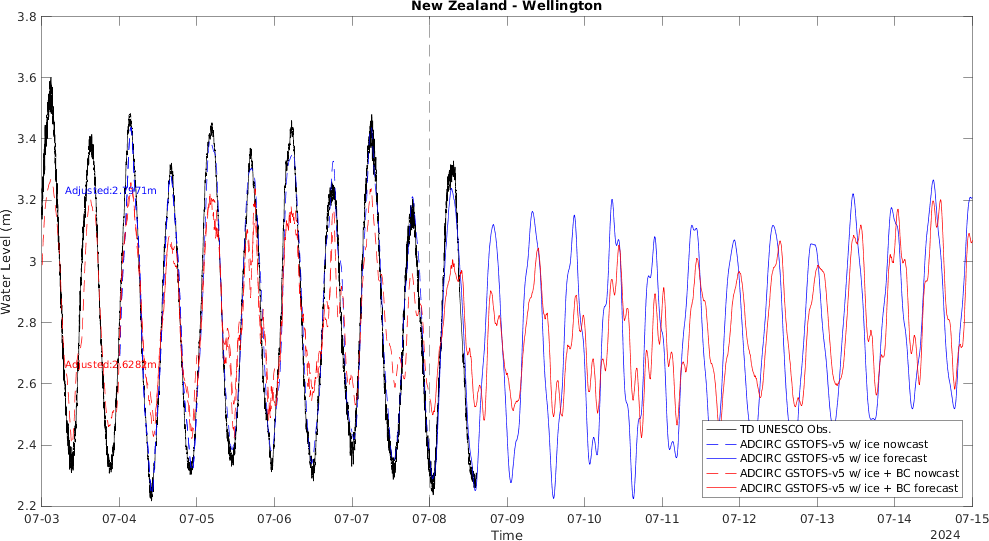 New Zealand - Wellington
3.8
3.6
3.4
3.2
3
2.8
2.6
2.4
2.2
Water Level (m)
Adjusted:2.7971m
TD UNESCO Obs.
ADCIRC GSTOFS-v5 w/ ice nowcast
ADCIRC GSTOFS-v5 w/ ice forecast
ADCIRC GSTOFS-v5 w/ ice + BC nowcast
ADCIRC GSTOFS-v5 w/ ice + BC forecast
07-03 07-04 07-05 07-06 07-07 07-08 07-09 07-10 07-11 07-12 07-13 07-14 07-15
Time
2024